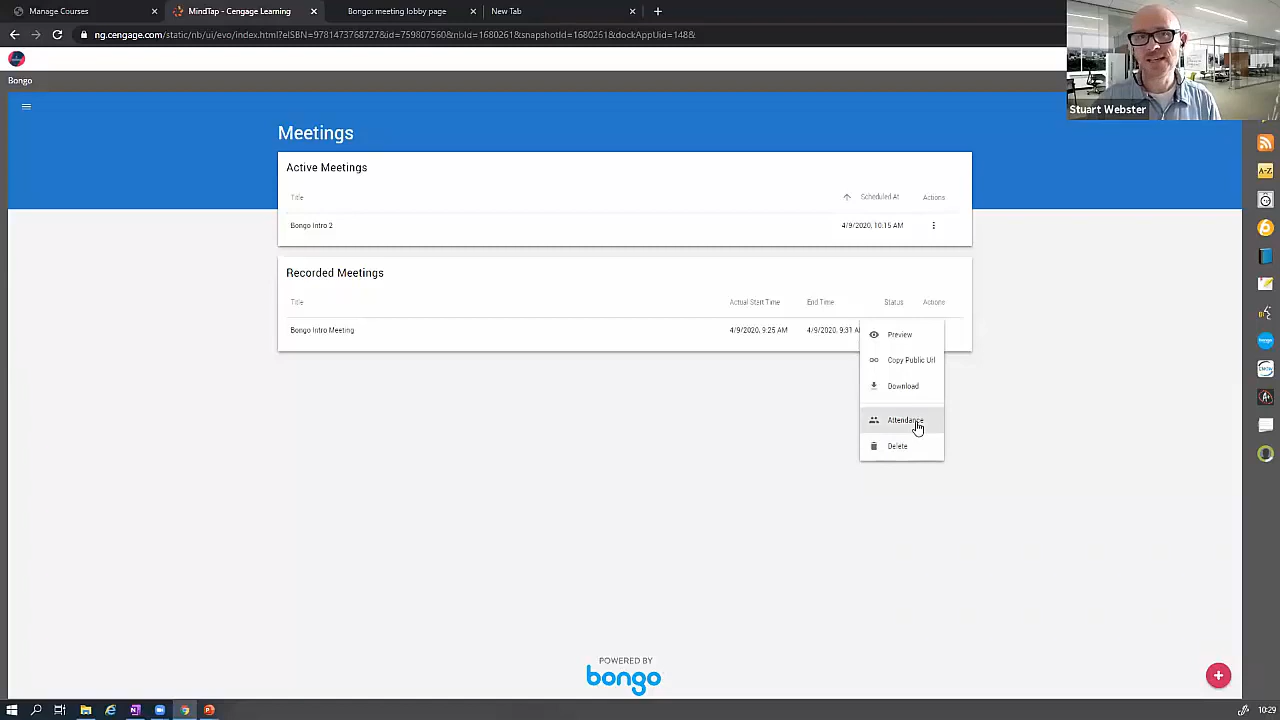 Manage Courses
MindTap - Cengage Learning
Bongo: meeting lobby page
New Tab
ng.cengage.com/static/nb/ui/evo/index.html?eISBN=9781473768727&id=759807560&nbId=1680261&snapshotId=1680261&dockAppUid=148&
Bongo
Stuart Webster
Meetings
Active Meetings
Title Scheduled At Actions
Bongo Intro 2 4/9/2020, 10:15 AM
Recorded Meetings
Title Actual Start Time End Time Status Actions
Bongo Intro Meeting 4/9/2020, 9:25 AM 4/9/2020, 9:31 A
Preview
Copy Public Url
Download
Attendance
Delete
A-Z
bongo
A+
POWERED BY
bongo
10:29